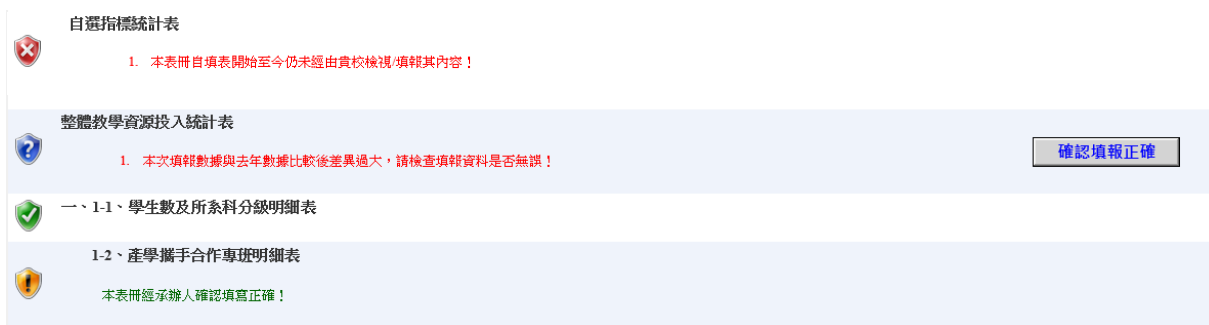 自選指標統計表
1. 本表冊自填表開始至今仍未經由貴校檢視/填報其內容！
整體教學資源投入統計表
1. 本次填報數據與去年數據比較後差異過大，請檢查填報資料是否無誤！
確認填報正確
一、1-1、學生數及所系科分級明細表
1-2、產學攜手合作專班明細表
本表冊經承辦人確認填寫正確！